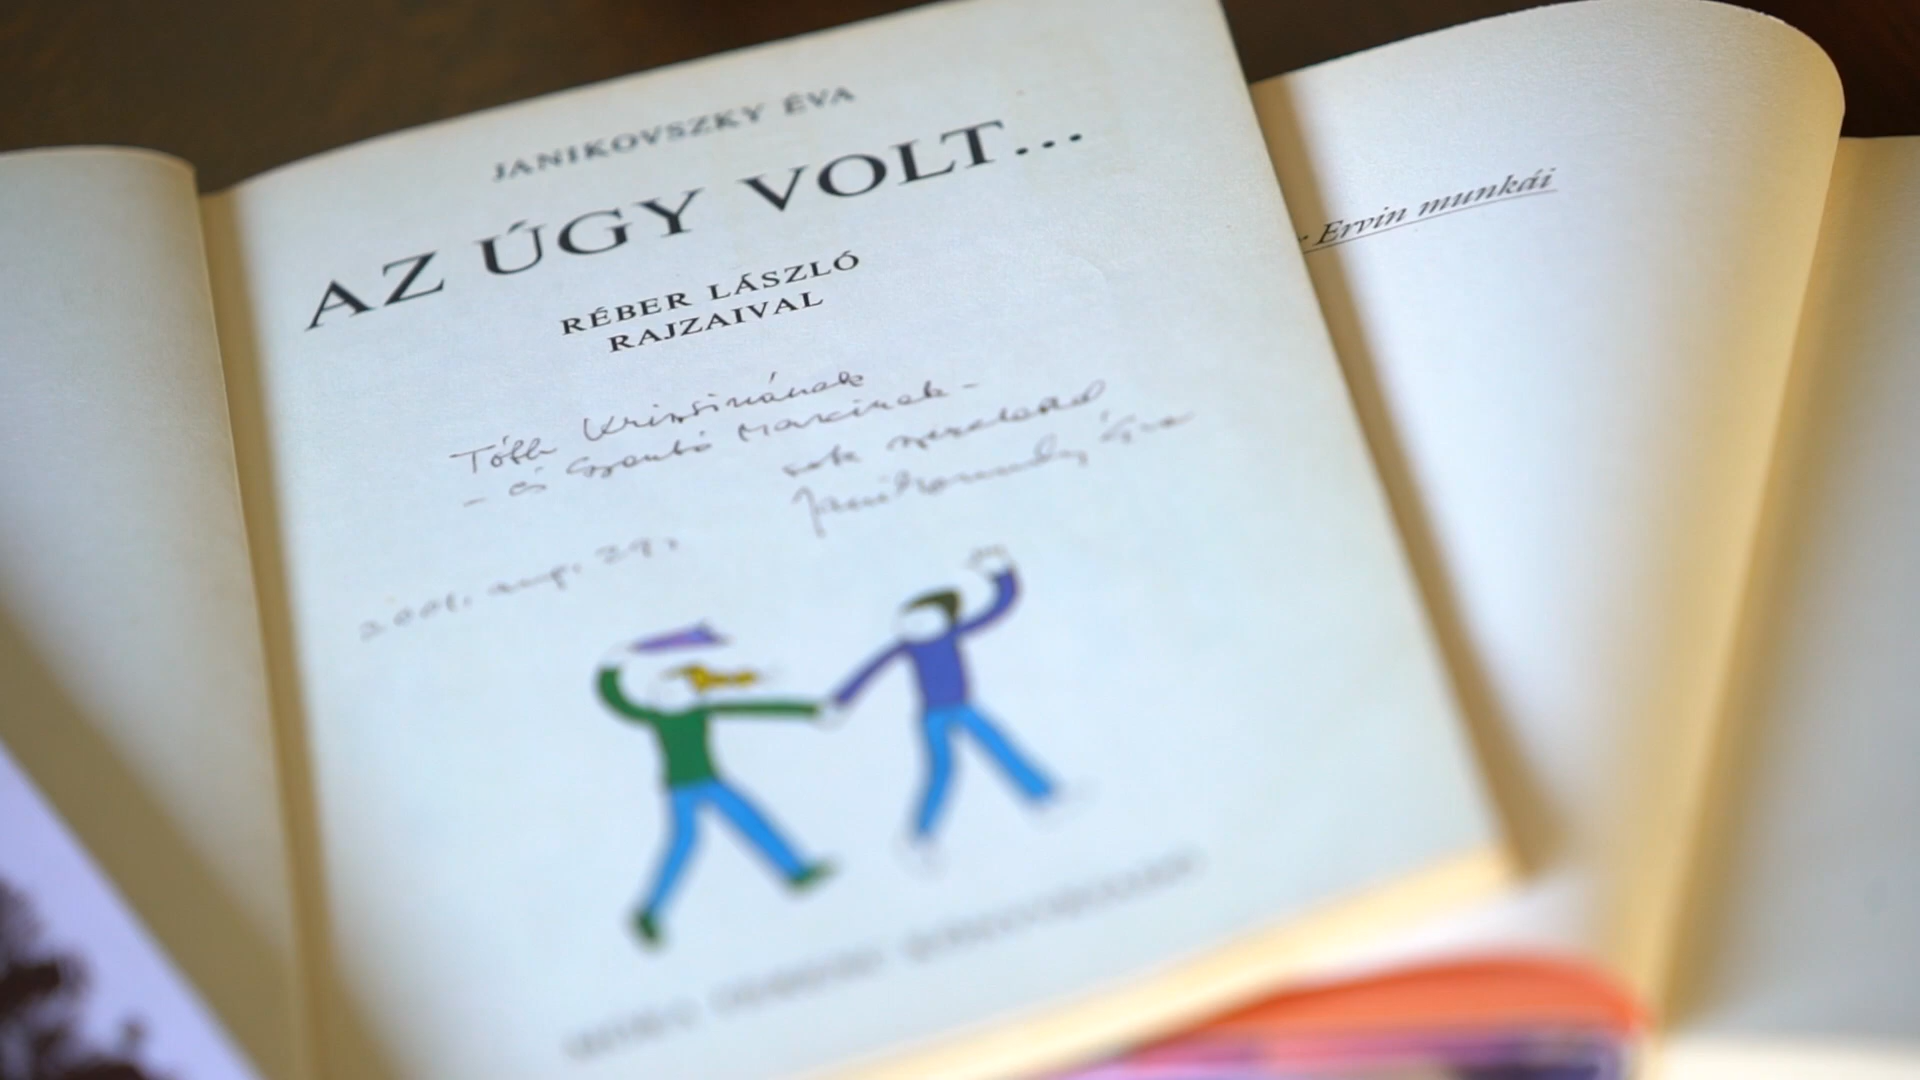 JANIKOVSZKY ÉVA
AZ ÚGY VOLT...
RÉBER LÁSZLÓ
RAJZAIVAL
Tóth Krisztinának
– és Szántó Marcinak –
sok szeretettel
Janikovszky Éva
2001. aug. 29.
Ervin munkái